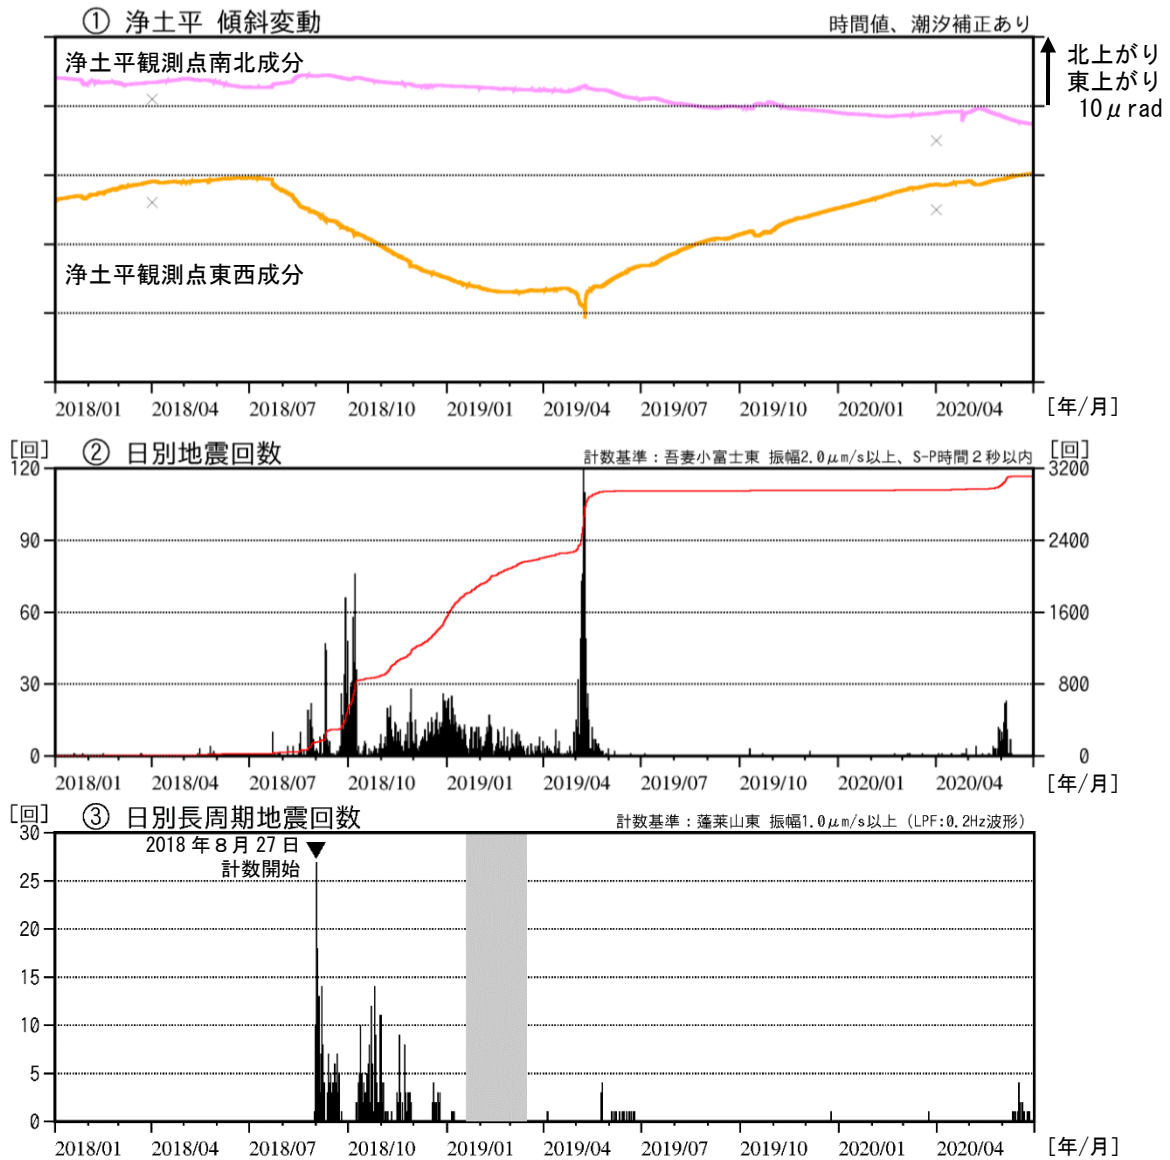 ① 浄土平 傾斜変動
時間値、潮汐補正あり
浄土平観測点南北成分
北上がり
東上がり
10μrad
浄土平観測点東西成分
2018/01 2018/04 2018/07 2018/10 2019/01 2019/04 2019/07 2019/10 2020/01 2020/04 [年/月]
[回] ② 日別地震回数 計数基準：吾妻小富士東 振幅2.0μm/s以上、S-P時間２秒以内 [回]
120 3200
90 2400
60 1600
30 800
0 0
2018/01 2018/04 2018/07 2018/10 2019/01 2019/04 2019/07 2019/10 2020/01 2020/04 [年/月]
[回] ③ 日別長周期地震回数 計数基準：蓬莱山東 振幅1.0μm/s以上（LPF:0.2Hz波形）
30
2018 年８月 27 日
計数開始
25
20
15
10
5
0
2018/01 2018/04 2018/07 2018/10 2019/01 2019/04 2019/07 2019/10 2020/01 2020/04 [年/月]